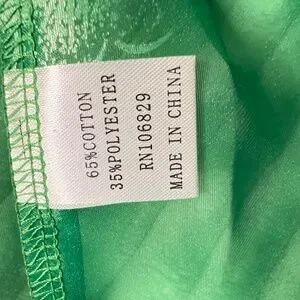 65%COTTON
35%POLYESTER
RN106829
MADE IN CHINA